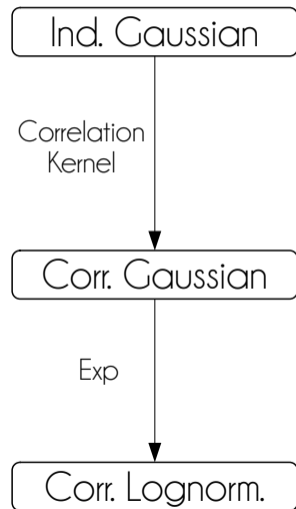 Ind. Gaussian
Correlation
Kernel
Corr. Gaussian
Exp
Corr. Lognorm.